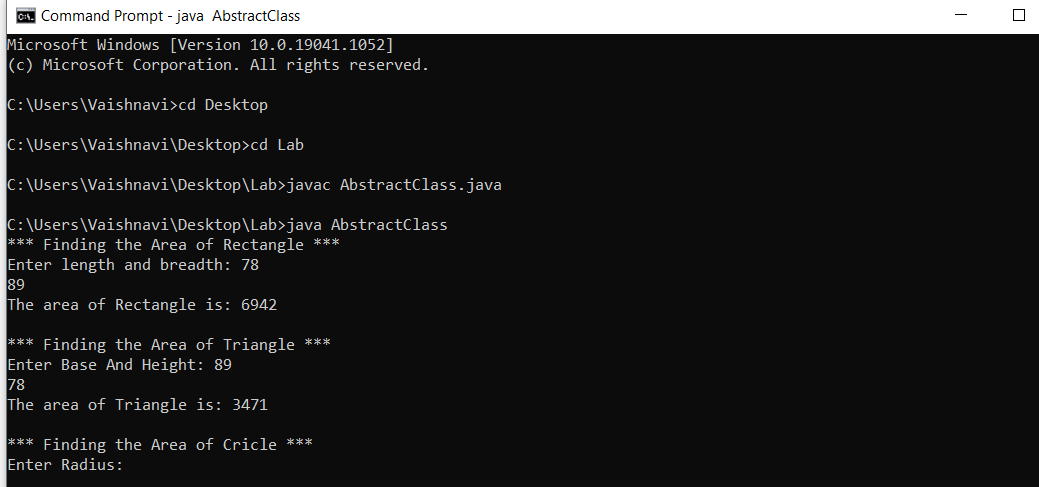 Command Prompt - java  AbstractClass
Microsoft Windows [Version 10.0.19041.1052]
(c) Microsoft Corporation. All rights reserved.
C:\Users\Vaishnavi>cd Desktop
C:\Users\Vaishnavi\Desktop>cd Lab
C:\Users\Vaishnavi\Desktop\Lab>javac AbstractClass.java
C:\Users\Vaishnavi\Desktop\Lab>java AbstractClass
*** Finding the Area of Rectangle ***
Enter length and breadth: 78
89
The area of Rectangle is: 6942
*** Finding the Area of Triangle ***
Enter Base And Height: 89
78
The area of Triangle is: 3471
*** Finding the Area of Cricle ***
Enter Radius: